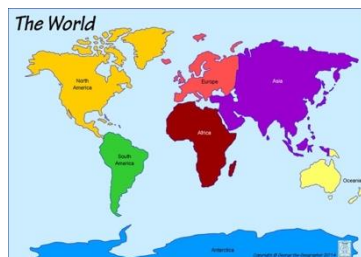 The World
North
America
Europe
Asia
Africa
South
America
Oceania
Antarctica